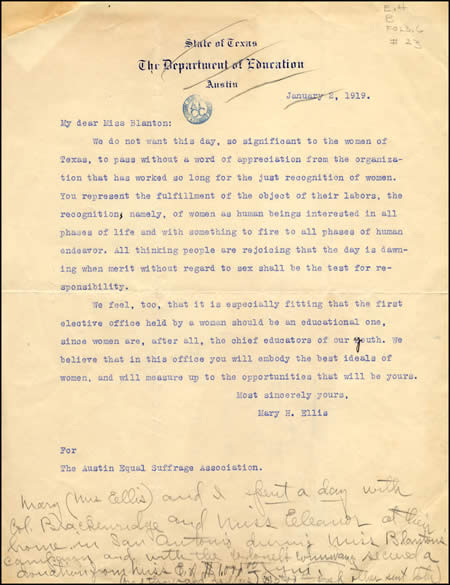 E.H
B
FOLD.6
# 23
State of Texas
The Department of Education
Austin
January 2, 1919.
My dear Miss Blanton:
We do not want this day, so significant to the women of
Texas, to pass without a word of appreciation from the organiza-
tion that has worked so long for the just recognition of women.
You represent the fulfillment of the object of their labors, the
recognition, namely, of women as human beings interested in all
phases of life and with something to fire to all phases of human
endeavor. All thinking people are rejoicing that the day is dawn-
ing when merit without regard to sex shall be the test for re-
sponsibility.
We feel, too, that it is especially fitting that the first
elective office held by a woman should be an educational one,
since women are, after all, the chief educators of our youth. We
believe that in this office you will embody the best ideals of
women, and will measure up to the opportunities that will be yours.
Most sincerely yours,
Mary H. Ellis
For
The Austin Equal Suffrage Association.
Mary (Mrs Ellis) and I spent a day with
Col. Brackenridge and Miss Eleanor at their
home in San Antonio during Miss Blanton's
campaign and with the
donation from Miss